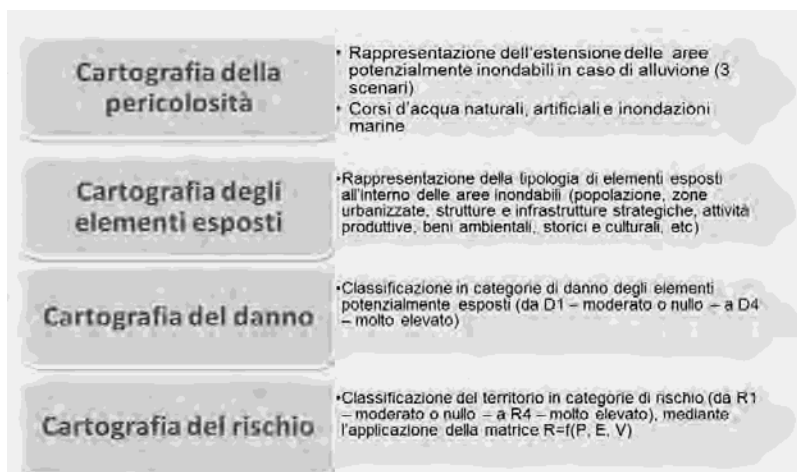 Cartografia della
pericolosità
• Rappresentazione dell'estensione delle aree
potenzialmente inondabili in caso di alluvione (3
scenari)
• Corsi d'acqua naturali, artificiali e inondazioni
marine
Cartografia degli
elementi esposti
•Rappresentazione della tipologia di elementi esposti
all'interno delle aree inondabili (popolazione, zone
urbanizzate, strutture e infrastrutture strategiche, attività
produttive, beni ambientali, storici e culturali, etc)
Cartografia del danno
•Classificazione in categorie di danno degli elementi
potenzialmente esposti (da D1 – moderato o nullo – a D4
– molto elevato)
Cartografia del rischio
•Classificazione del territorio in categorie di rischio (da R1
– moderato o nullo – a R4 – molto elevato), mediante
l'applicazione della matrice R=f(P, E, V)